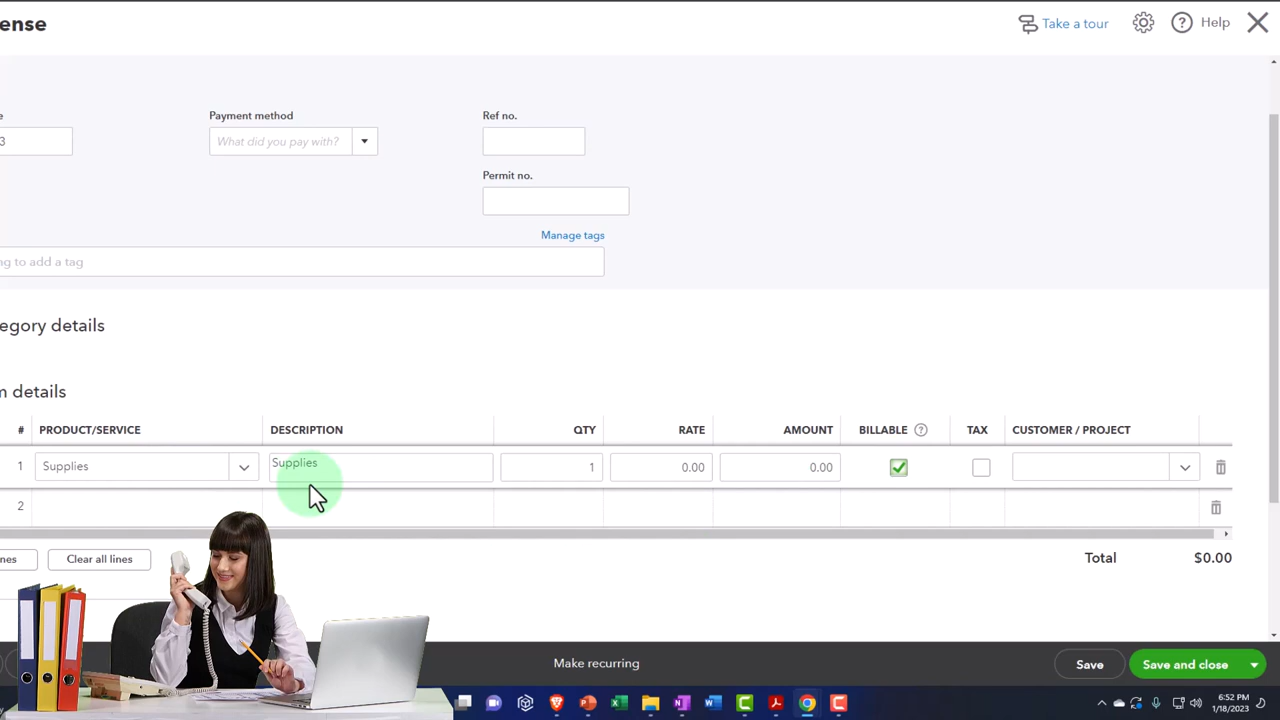 ense
Take a tour
Help
e
Payment method
Ref no.
3
What did you pay with?
Permit no.
Manage tags
ng to add a tag
egory details
m details
# PRODUCT/SERVICE DESCRIPTION QTY RATE AMOUNT BILLABLE ? TAX CUSTOMER / PROJECT
1 Supplies Supplies 1 0.00 0.00
2
nes
Clear all lines
Total $0.00
Make recurring
Save
Save and close
6:52 PM
1/18/2023